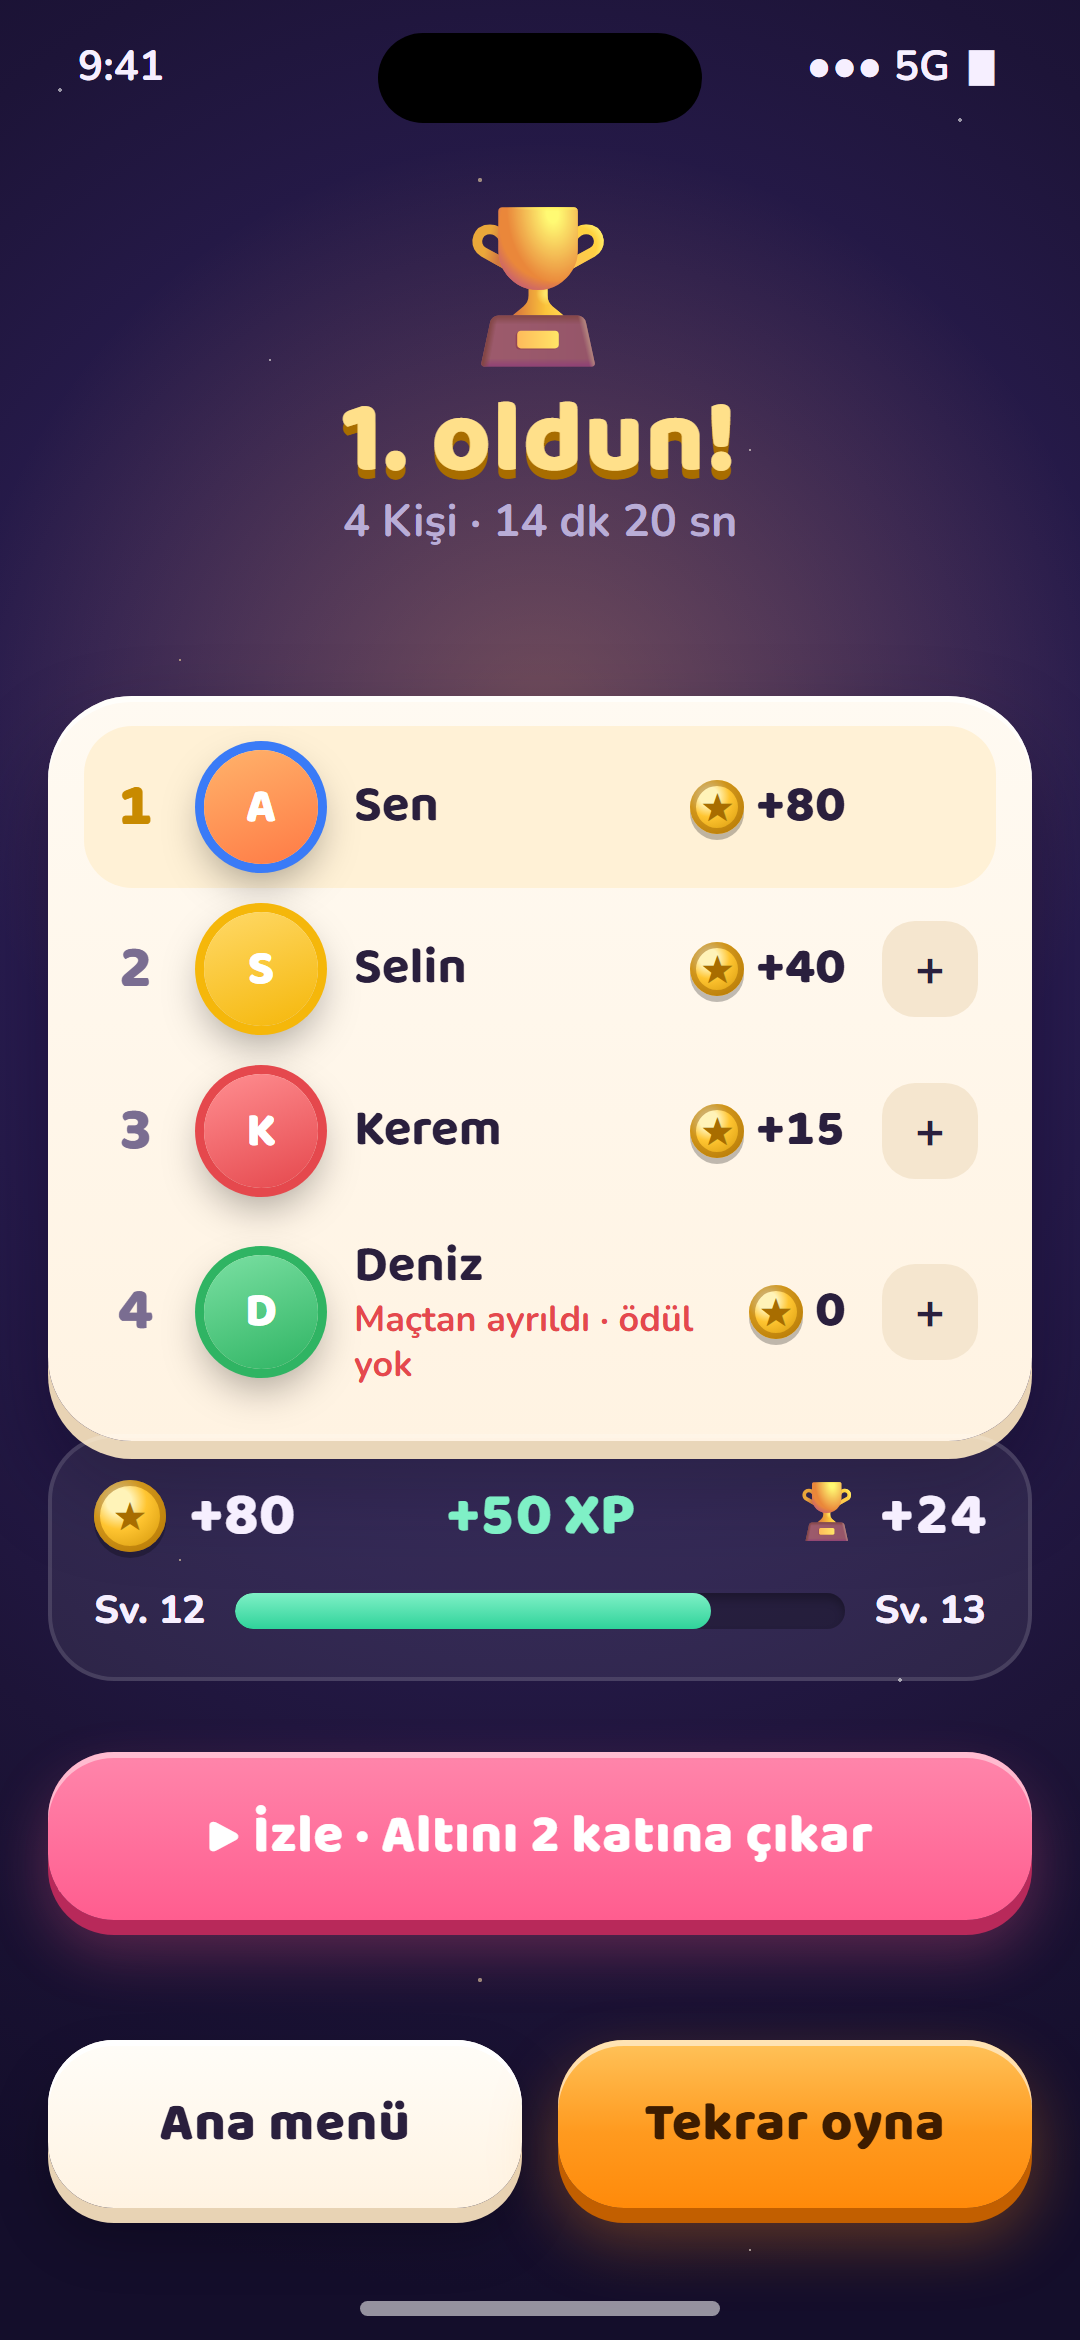 9:41
5G
1. oldun!
4 Kişi · 14 dk 20 sn
1 A Sen +80
2 S Selin +40 +
3 K Kerem +15 +
4 D Deniz 0 +
Maçtan ayrıldı · ödül
yok
+80 +50 XP +24
Sv. 12 Sv. 13
İzle · Altını 2 katına çıkar
Ana menü Tekrar oyna